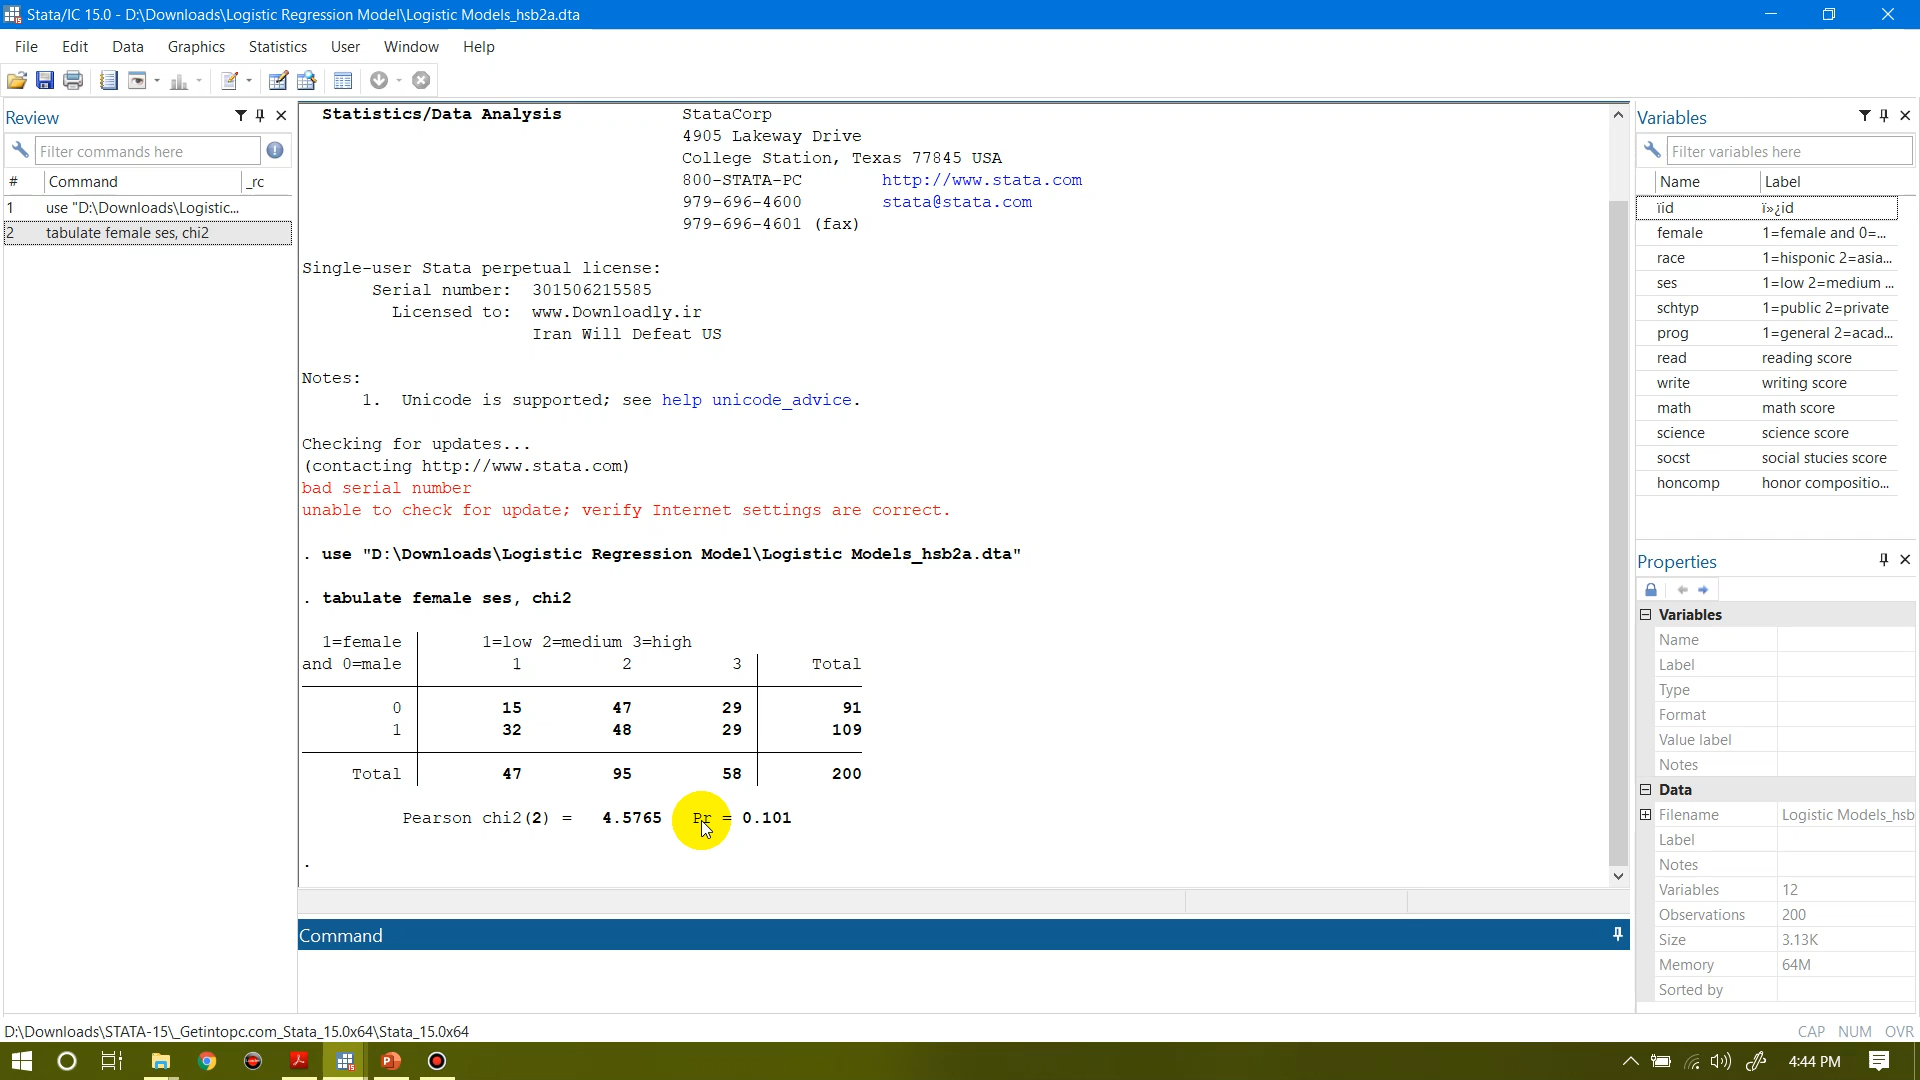 Stata/IC 15.0 - D:\Downloads\Logistic Regression Model\Logistic Models_hsb2a.dta
File Edit Data Graphics Statistics User Window Help
Review
Filter commands here
# Command _rc
1 use "D:\Downloads\Logistic...
2 tabulate female ses, chi2
Statistics/Data Analysis StataCorp
4905 Lakeway Drive
College Station, Texas 77845 USA
800-STATA-PC http://www.stata.com
979-696-4600 stata@stata.com
979-696-4601 (fax)
Single-user Stata perpetual license:
Serial number: 301506215585
Licensed to: www.Downloadly.ir
Iran Will Defeat US
Notes:
1. Unicode is supported; see help unicode_advice.
Checking for updates...
(contacting http://www.stata.com)
bad serial number
unable to check for update; verify Internet settings are correct.
. use "D:\Downloads\Logistic Regression Model\Logistic Models_hsb2a.dta"
. tabulate female ses, chi2
1=female 1=low 2=medium 3=high
and 0=male 1 2 3 Total
0 15 47 29 91
1 32 48 29 109
Total 47 95 58 200
Pearson chi2(2) = 4.5765 Pr = 0.101
.
Command
Variables
Filter variables here
Name Label
ïid ï»¿id
female 1=female and 0=...
race 1=hisponic 2=asia...
ses 1=low 2=medium ...
schtyp 1=public 2=private
prog 1=general 2=acad...
read reading score
write writing score
math math score
science science score
socst social stucies score
honcomp honor compositio...
Properties
Variables
Name
Label
Type
Format
Value label
Notes
Data
Filename Logistic Models_hsb
Label
Notes
Variables 12
Observations 200
Size 3.13K
Memory 64M
Sorted by
D:\Downloads\STATA-15\_Getintopc.com_Stata_15.0x64\Stata_15.0x64
CAP NUM OVR
4:44 PM